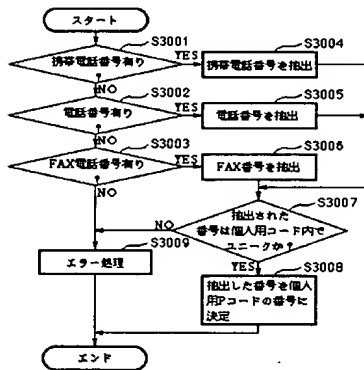 スタート
S3001
携帯電話番号有り
YES
S3004
携帯電話番号を抽出
NO
S3002
電話番号有り
YES
S3005
電話番号を抽出
NO
S3003
FAX電話番号有り
YES
S3006
FAX番号を抽出
NO
S3007
抽出された
番号は個人用コード内で
ユニークか?
NO
YES
S3009
エラー処理
S3008
抽出した番号を個人
用Pコードの番号に
決定
エンド